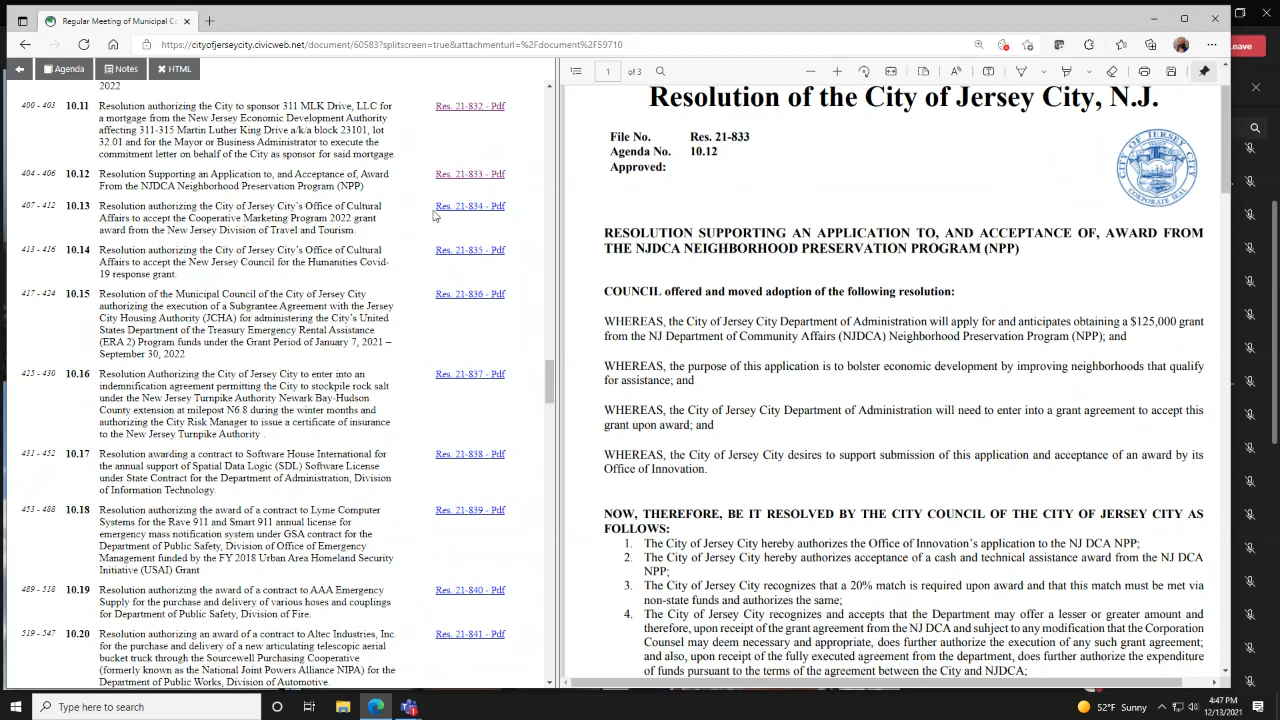 Regular Meeting of Municipal Co
https://cityofjerseycity.civicweb.net/document/60583?splitscreen=true&attachmenturl=%2Fdocument%2F59710
Agenda
Notes
HTML
2022
400 - 403 10.11 Resolution authorizing the City to sponsor 311 MLK Drive, LLC for Res. 21-832 - Pdf
a mortgage from the New Jersey Economic Development Authority
affecting 311-315 Martin Luther King Drive a/k/a block 23101, lot
32.01 and for the Mayor or Business Administrator to execute the
commitment letter on behalf of the City as sponsor for said mortgage.
404 - 406 10.12 Resolution Supporting an Application to, and Acceptance of, Award Res. 21-833 - Pdf
From the NJDCA Neighborhood Preservation Program (NPP)
407 - 412 10.13 Resolution authorizing the City of Jersey City's Office of Cultural Res. 21-834 - Pdf
Affairs to accept the Cooperative Marketing Program 2022 grant
award from the New Jersey Division of Travel and Tourism.
413 - 416 10.14 Resolution authorizing the City of Jersey City's Office of Cultural Res. 21-835 - Pdf
Affairs to accept the New Jersey Council for the Humanities Covid-
19 response grant.
417 - 424 10.15 Resolution of the Municipal Council of the City of Jersey City Res. 21-836 - Pdf
authorizing the execution of a Subgrantee Agreement with the Jersey
City Housing Authority (JCHA) for administering the City's United
States Department of the Treasury Emergency Rental Assistance
(ERA 2) Program funds under the Grant Period of January 7, 2021 –
September 30, 2022
425 - 430 10.16 Resolution Authorizing the City to enter into an Res. 21-837 - Pdf
indemnification agreement permitting the City to stockpile rock salt
under the New Jersey Turnpike Authority Newark Bay-Hudson
County extension at milepost N6.8 during the winter months and
authorizing the City Risk Manager to issue a certificate of insurance
to the New Jersey Turnpike Authority .
431 - 452 10.17 Resolution awarding a contract to Software House International for Res. 21-838 - Pdf
the annual support of Spatial Data Logic (SDL) Software License
under State Contract for the Department of Administration, Division
of Information Technology.
453 - 488 10.18 Resolution authorizing the award of a contract to Lyme Computer Res. 21-839 - Pdf
Systems for the Rave 911 and Smart 911 annual license for
emergency mass notification system under GSA contract for the
Department of Public Safety, Division of Office of Emergency
Management funded by the FY 2018 Urban Area Homeland Security
Initiative (USAI) Grant
489 - 518 10.19 Resolution authorizing the award of a contract to AAA Emergency Res. 21-840 - Pdf
Supply for the purchase and delivery of various hoses and couplings
for Department of Public Safety, Division of Fire.
519 - 547 10.20 Resolution authorizing an award of a contract to Altec Industries, Inc. Res. 21-841 - Pdf
for the purchase and delivery of a new articulating telescopic aerial
bucket truck through the Sourcewell Purchasing Cooperative
(formerly known as the National Joint Powers Alliance NIPA) for the
Department of Public Works, Division of Automotive.
1 of 3
Resolution of the City of Jersey City, N.J.
File No. Res. 21-833
Agenda No. 10.12
Approved:
CITY OF JERSEY CITY
CORPORATE SEAL
RESOLUTION SUPPORTING AN APPLICATION TO, AND ACCEPTANCE OF, AWARD FROM
THE NJDCA NEIGHBORHOOD PRESERVATION PROGRAM (NPP)
COUNCIL offered and moved adoption of the following resolution:
WHEREAS, the City of Jersey City Department of Administration will apply for and anticipates obtaining a $125,000 grant
from the NJ Department of Community Affairs (NJDCA) Neighborhood Preservation Program (NPP); and
WHEREAS, the purpose of this application is to bolster economic development by improving neighborhoods that qualify
for assistance; and
WHEREAS, the City of Jersey City Department of Administration will need to enter into a grant agreement to accept this
grant upon award; and
WHEREAS, the City of Jersey City desires to support submission of this application and acceptance of an award by its
Office of Innovation.
NOW, THEREFORE, BE IT RESOLVED BY THE CITY COUNCIL OF THE CITY OF JERSEY CITY AS
FOLLOWS:
1. The City of Jersey City hereby authorizes the Office of Innovation's application to the NJ DCA NPP;
2. The City of Jersey City hereby authorizes acceptance of a cash and technical assistance award from the NJ DCA
NPP;
3. The City of Jersey City recognizes that a 20% match is required upon award and that this match must be met via
non-state funds and authorizes the same;
4. The City of Jersey City recognizes and accepts that the Department may offer a lesser or greater amount and
therefore, upon receipt of the grant agreement from the NJ DCA and subject to any modification that the Corporation
Counsel may deem necessary and appropriate, does further authorize the execution of any such grant agreement;
and also, upon receipt of the fully executed agreement from the department, does further authorize the expenditure
of funds pursuant to the terms of the agreement between the City and NJDCA;
eave
Type here to search
52°F Sunny
4:47 PM
12/13/2021